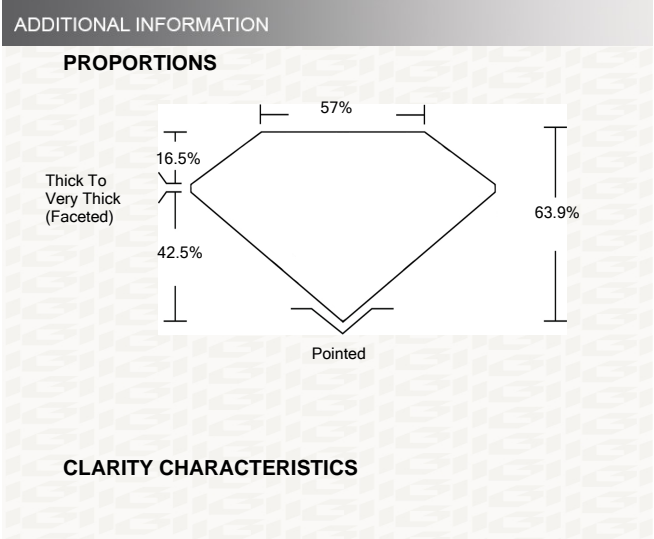 ADDITIONAL INFORMATION
PROPORTIONS
57%
16.5%
Thick To
Very Thick
(Faceted)
63.9%
42.5%
Pointed
CLARITY CHARACTERISTICS